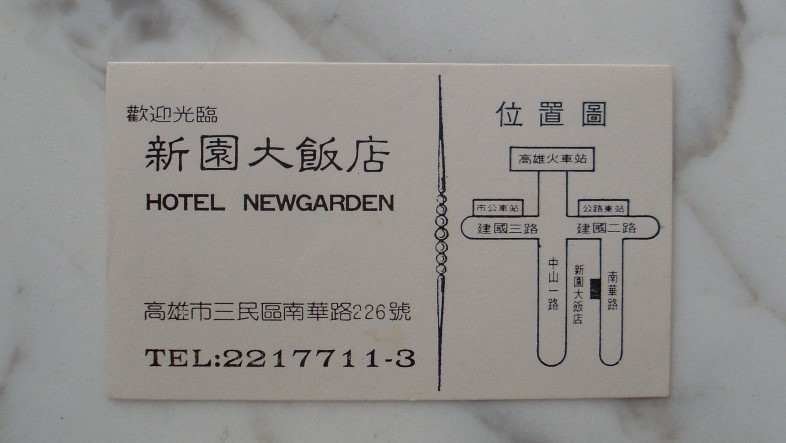 歡迎光臨
新園大飯店
HOTEL NEWGARDEN
高雄市三民區南華路226號
TEL:2217711-3
位置圖
高雄火車站
市公車站
公路東站
建國三路
建國二路
中山一路
新園大飯店
南華路